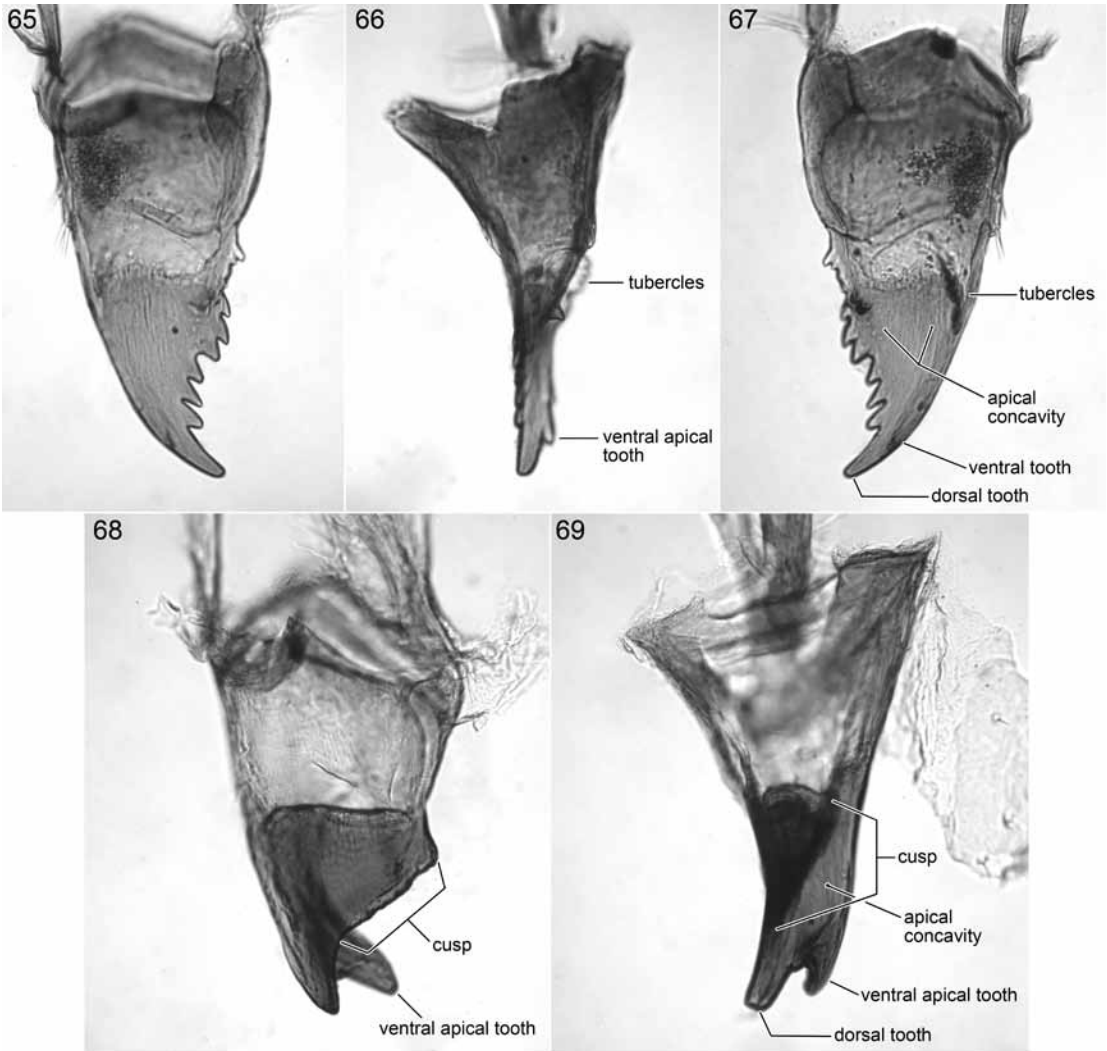 65
66
tubercles
ventral apical
tooth
67
tubercles
apical
concavity
ventral tooth
dorsal tooth
68
cusp
ventral apical tooth
69
cusp
apical
concavity
ventral apical tooth
dorsal tooth